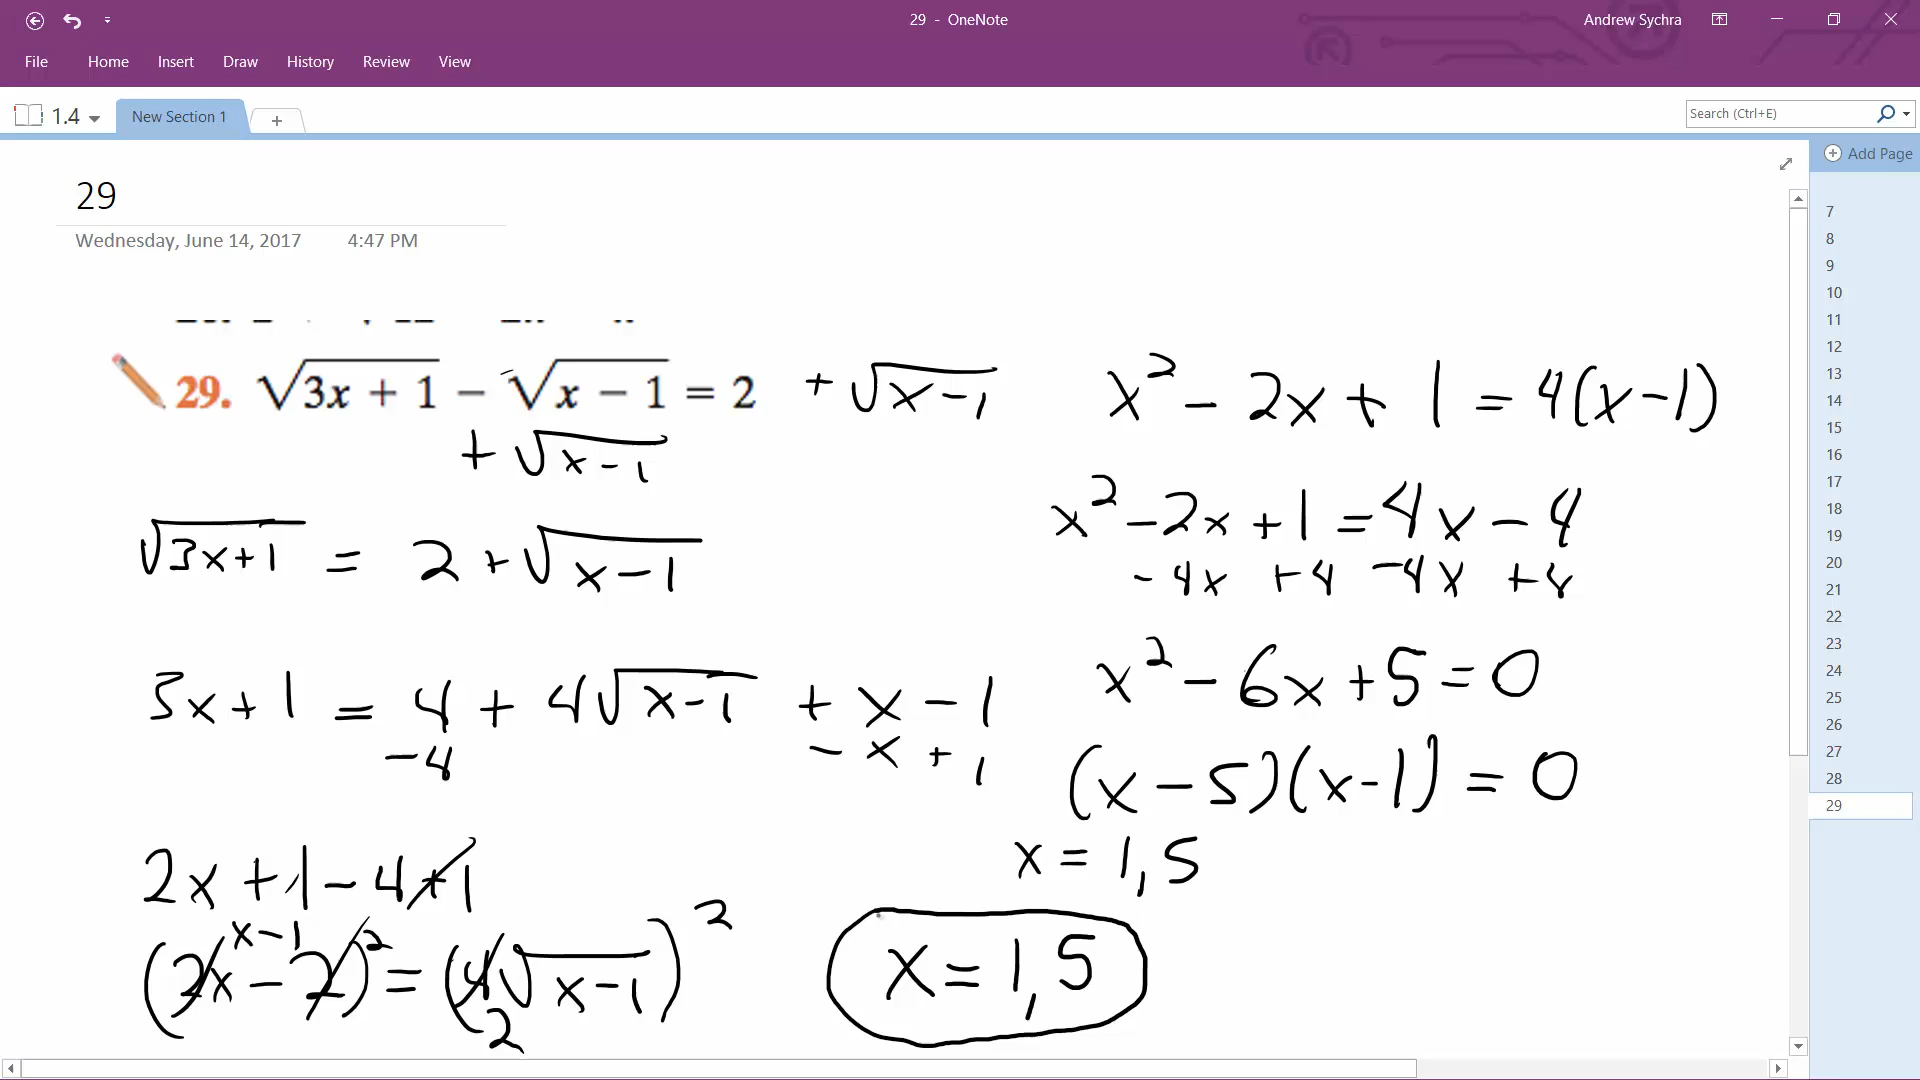 29 - OneNote
Andrew Sychra
File Home Insert Draw History Review View
1.4
New Section 1
+
Search (Ctrl+E)
Add Page
29
Wednesday, June 14, 2017 4:47 PM
29. √3x + 1 − √x − 1 = 2 + √x-1
+ √x-1
√3x+1 = 2 + √x-1
3x+1 = 4 + 4√x-1 + x - 1
-4 - x + 1
2x+1-4+1
x-1
(2x-2)² = (4√x-1)²
2
x² - 2x + 1 = 4(x-1)
x² - 2x + 1 = 4x - 4
- 4x + 4 - 4x + 4
x² - 6x + 5 = 0
(x - 5)(x - 1) = 0
x = 1, 5
x = 1, 5
7
8
9
10
11
12
13
14
15
16
17
18
19
20
21
22
23
24
25
26
27
28
29